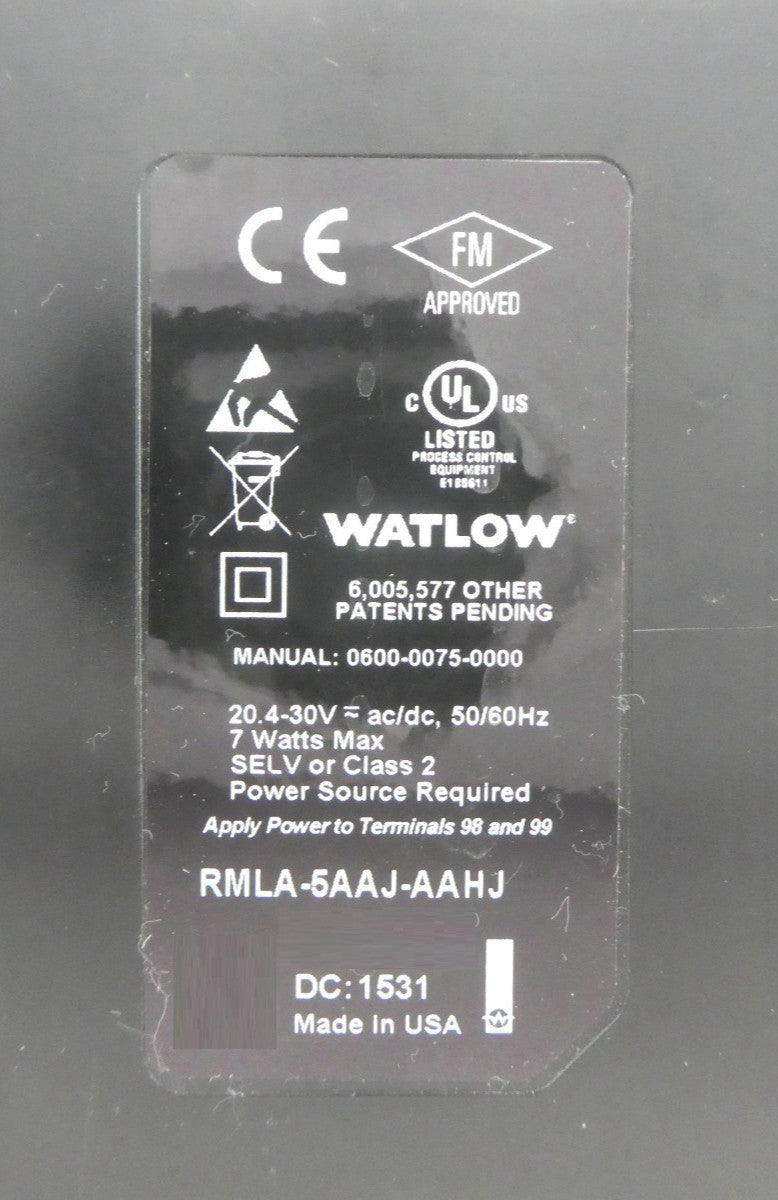 CE
FM
APPROVED
C UL US
LISTED
PROCESS CONTROL
EQUIPMENT
E185611
WATLOW®
6,005,577 OTHER
PATENTS PENDING
MANUAL: 0600-0075-0000
20.4-30V ≂ ac/dc, 50/60Hz
7 Watts Max
SELV or Class 2
Power Source Required
Apply Power to Terminals 98 and 99
RMLA-5AAJ-AAHJ
DC:1531
Made in USA